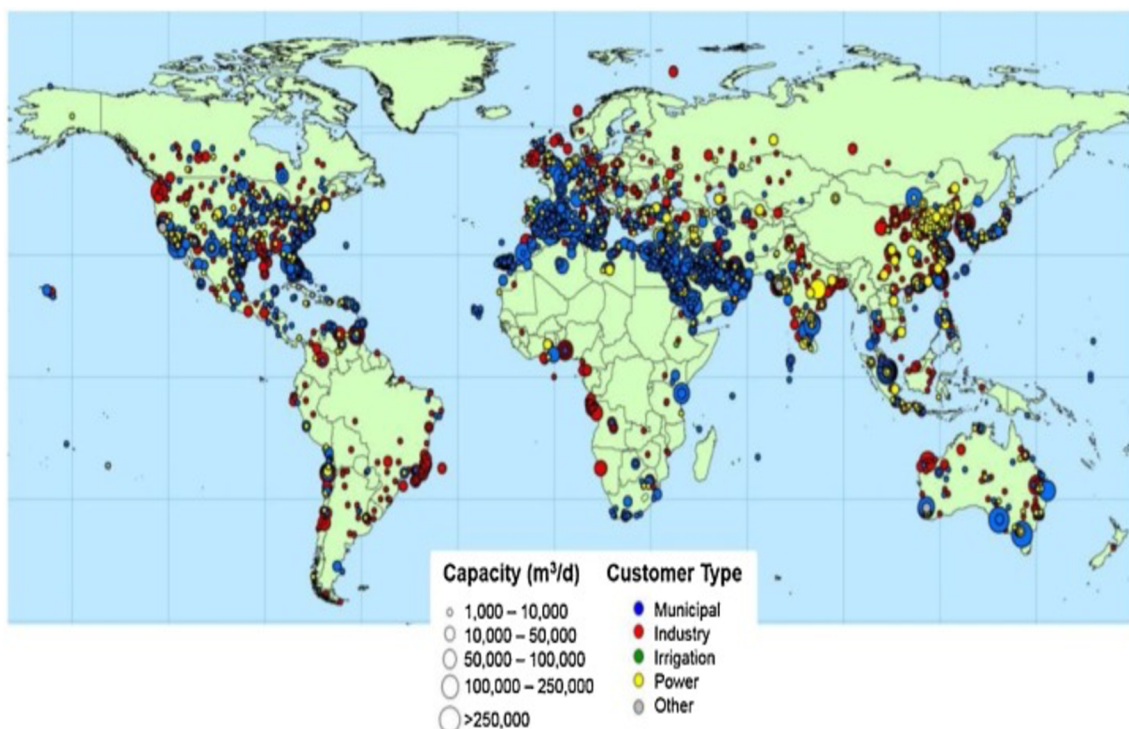 Capacity (m³/d)
1,000 – 10,000
10,000 – 50,000
50,000 – 100,000
100,000 – 250,000
>250,000
Customer Type
Municipal
Industry
Irrigation
Power
Other